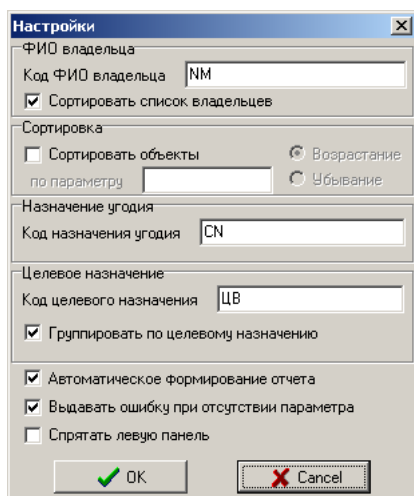 Настройки
ФИО владельца
Код ФИО владельца NM
Сортировать список владельцев
Сортировка
Сортировать объекты Возрастание
по параметру Убывание
Назначение угодия
Код назначения угодия CN
Целевое назначение
Код целевого назначения ЦВ
Группировать по целевому назначению
Автоматическое формирование отчета
Выдавать ошибку при отсутствии параметра
Спрятать левую панель
OK Cancel